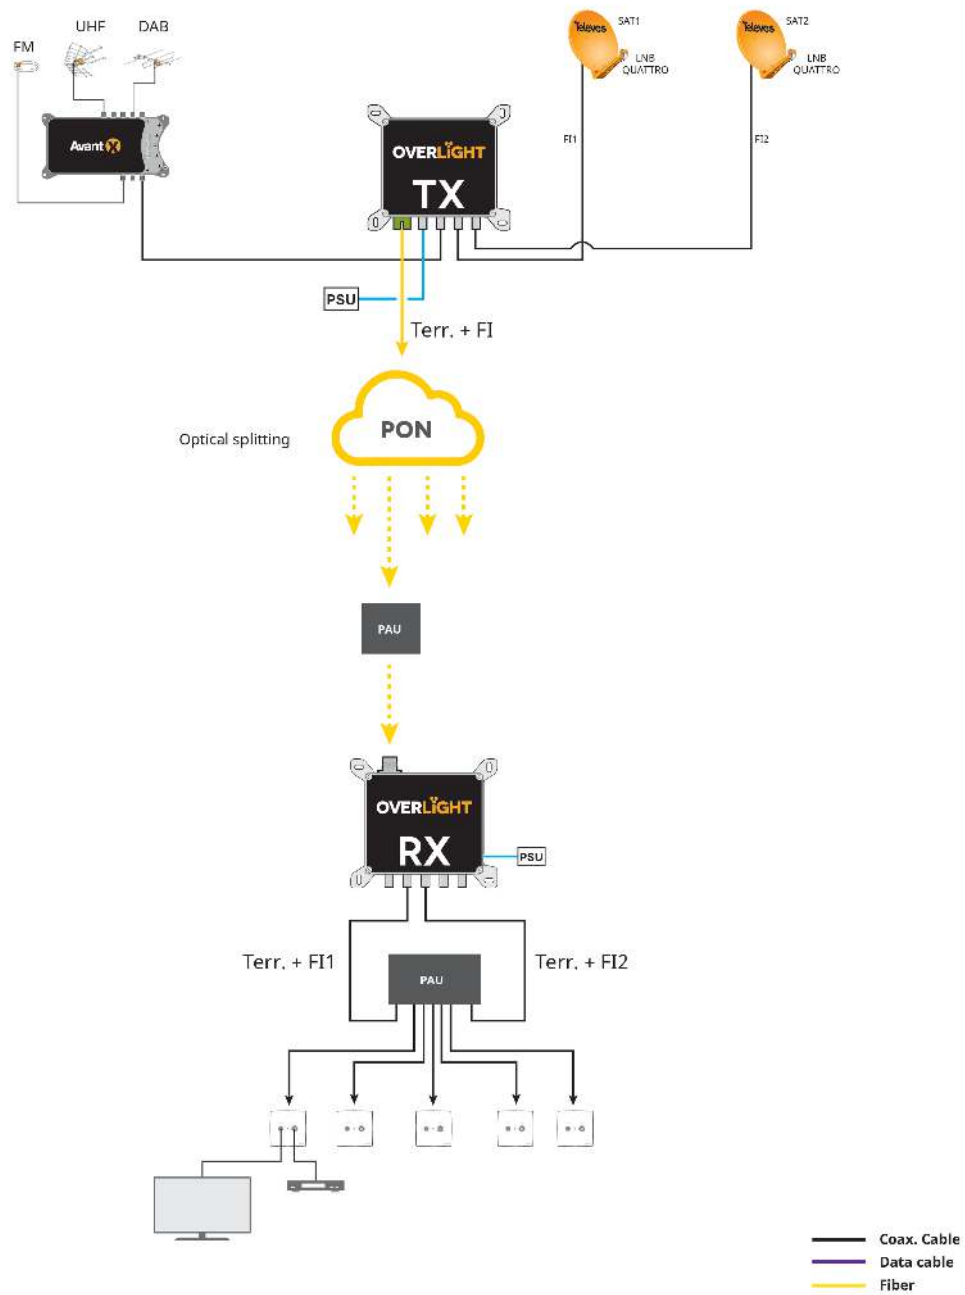 UHF
DAB
FM
Televes
SAT1
Televes
SAT2
LNB
QUATTRO
LNB
QUATTRO
Avant X
OVERLIGHT
TX
FI1
FI2
PSU
Terr. + FI
PON
Optical splitting
PAU
OVERLIGHT
RX
PSU
Terr. + FI1
Terr. + FI2
PAU
Coax. Cable
Data cable
Fiber